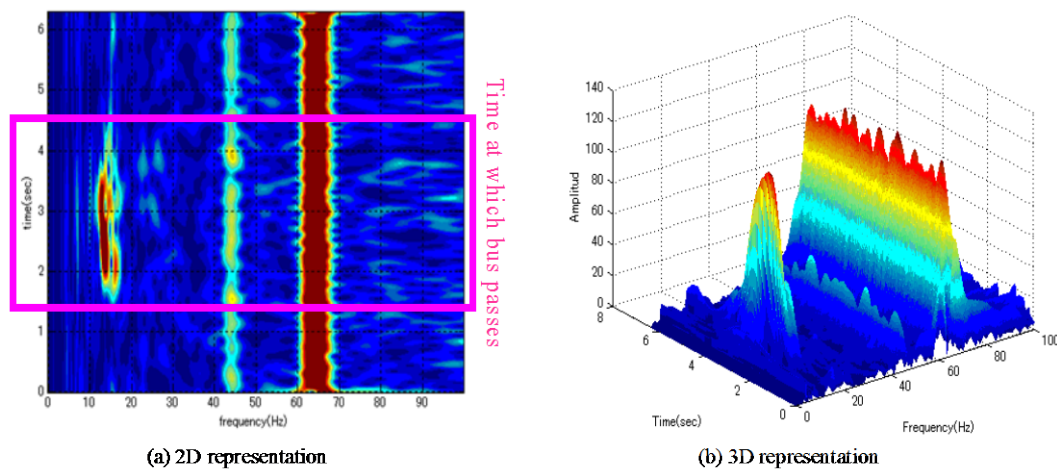 6
5
4
3
2
1
0
time(sec)
0 10 20 30 40 50 60 70 80 90
frequency(Hz)
Time at which bus passes
(a) 2D representation
140
120
100
80
60
40
20
0
Amplitud
8
6
4
2
0
Time(sec)
0
20
40
60
80
100
Frequency(Hz)
(b) 3D representation